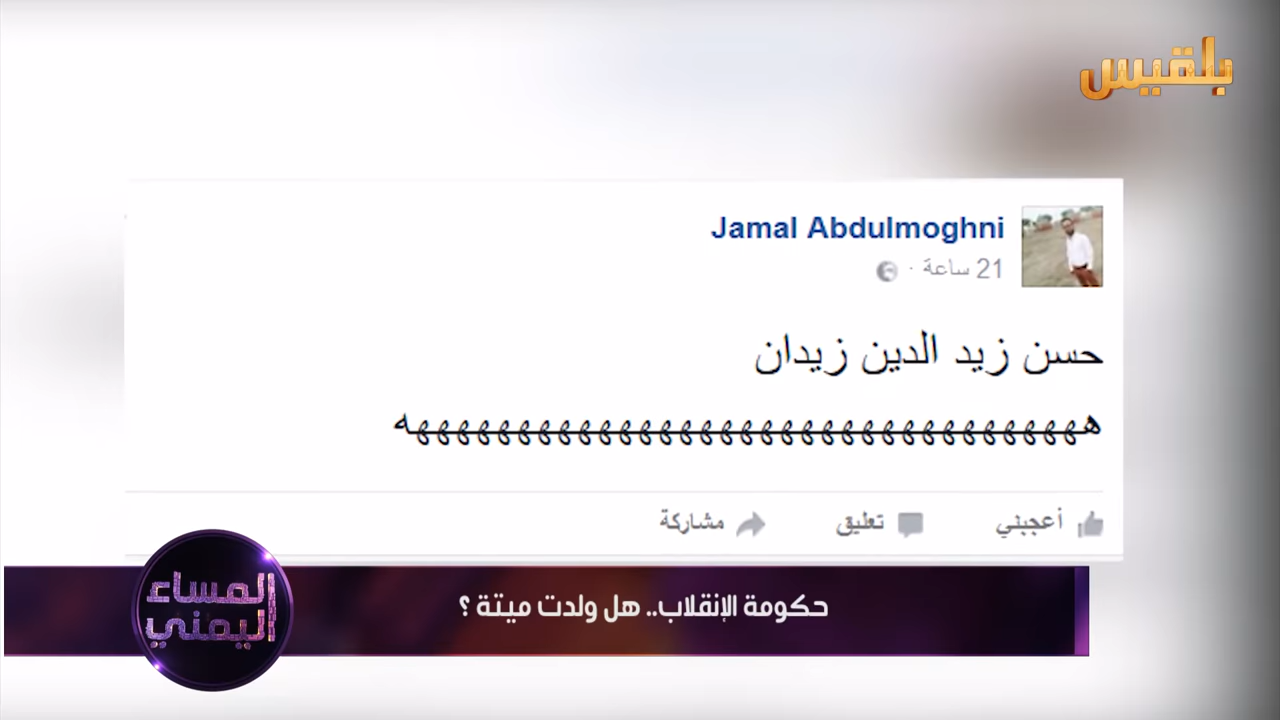 بلقيس
Jamal Abdulmoghni
21 ساعة ·
حسن زيد الدين زيدان
هههههههههههههههههههههههههههههههههه
أعجبني تعليق مشاركة
حكومة الإنقلاب.. هل ولدت ميتة ؟
المساء
اليمني